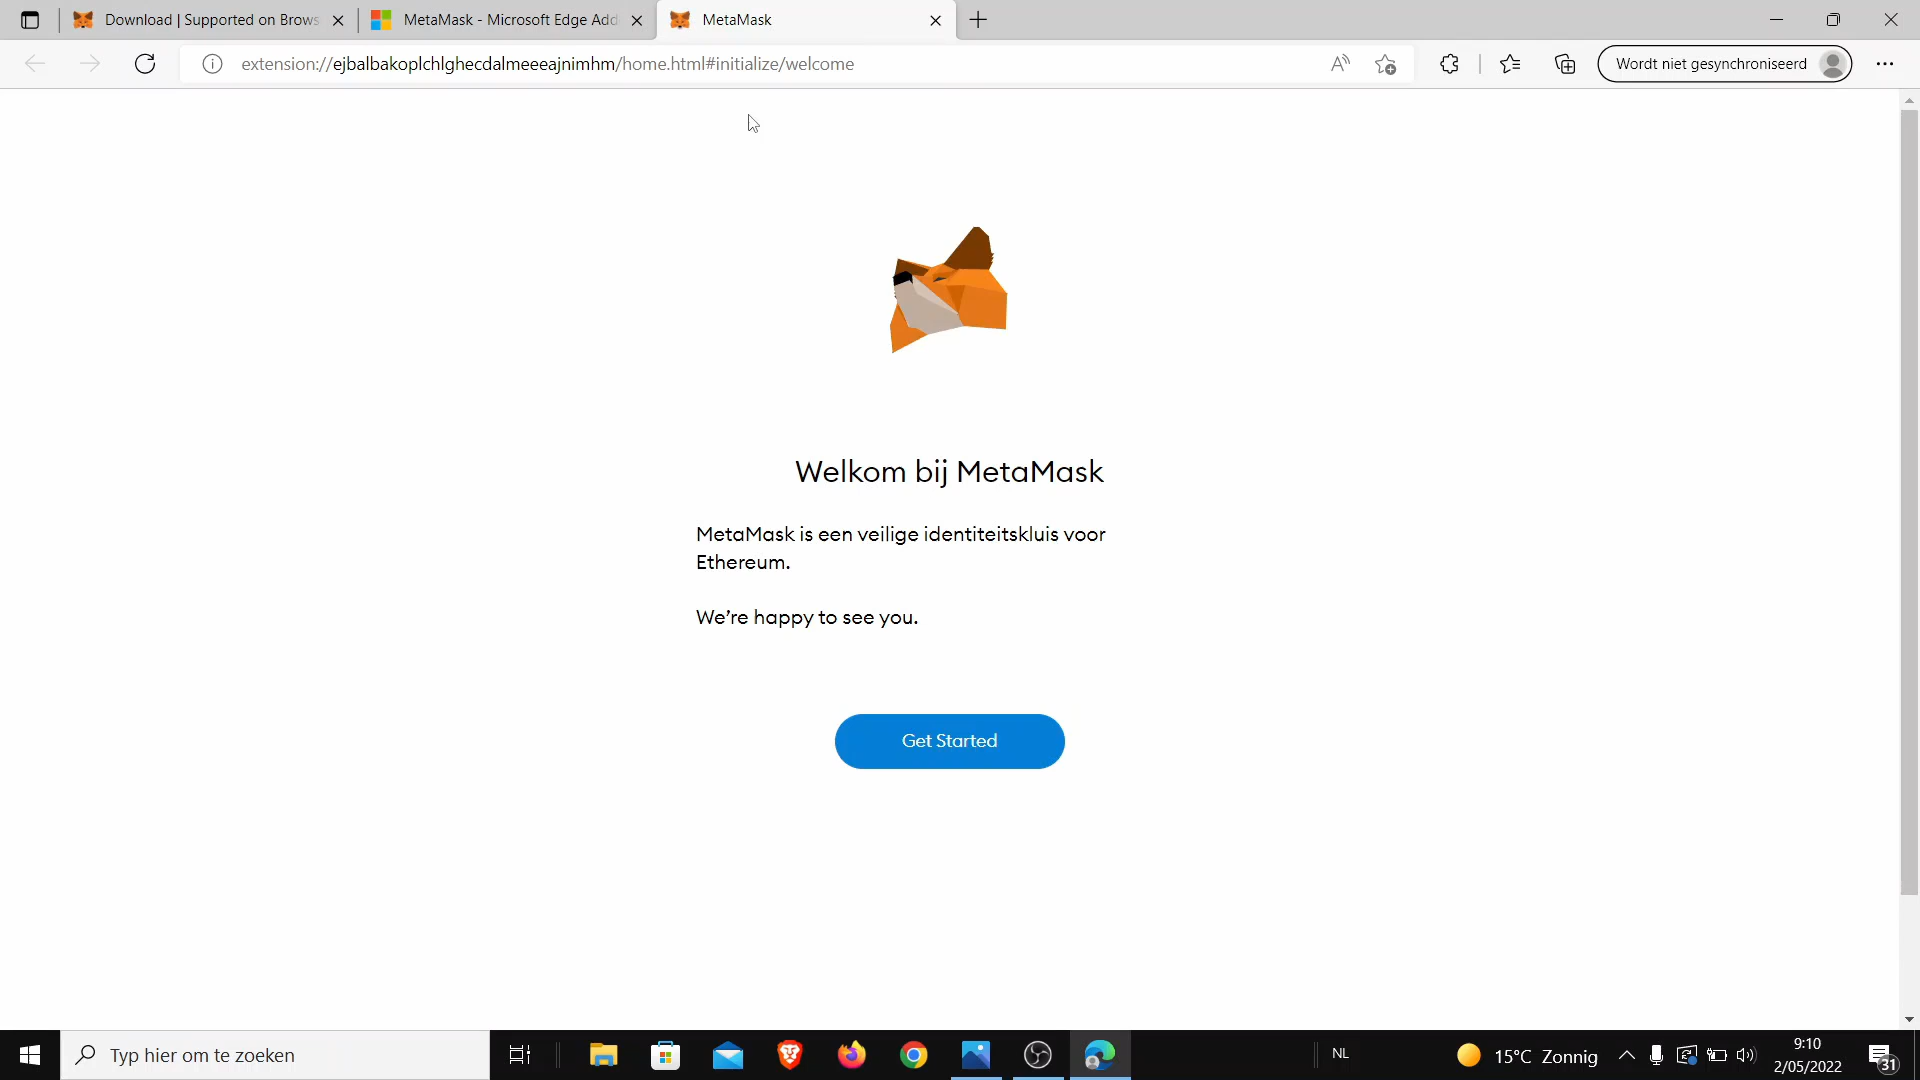 Download | Supported on Brows
MetaMask - Microsoft Edge Add
MetaMask
extension://ejbalbakoplchlghecdalmeeeajnimhm/home.html#initialize/welcome
Wordt niet gesynchroniseerd
Welkom bij MetaMask
MetaMask is een veilige identiteitskluis voor
Ethereum.
We're happy to see you.
Get Started
Typ hier om te zoeken
NL
15°C Zonnig
9:10
2/05/2022
31